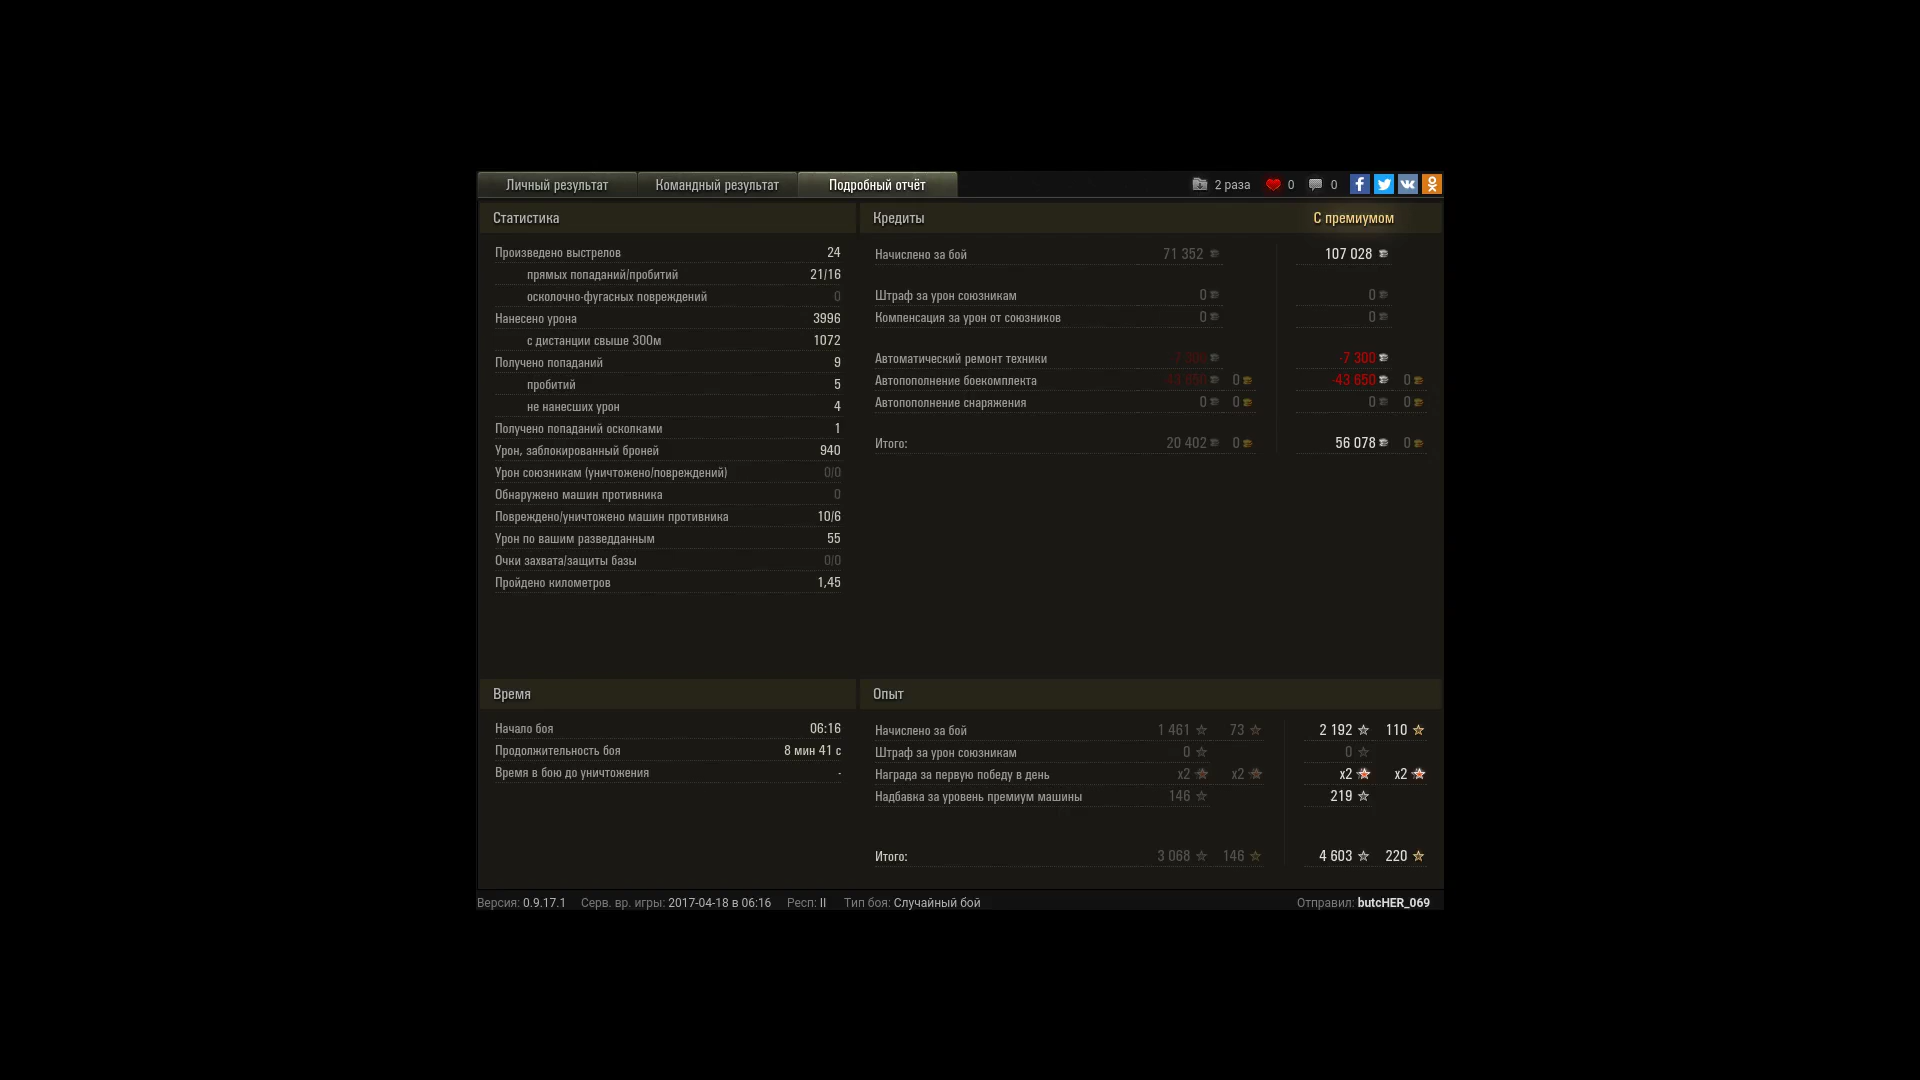 Личный результат Командный результат Подробный отчёт 2 раза 0 0
Статистика
Произведено выстрелов 24
прямых попаданий/пробитий 21/16
осколочно-фугасных повреждений 0
Нанесено урона 3996
с дистанции свыше 300м 1072
Получено попаданий 9
пробитий 5
не нанесших урон 4
Получено попаданий осколками 1
Урон, заблокированный броней 940
Урон союзникам (уничтожено/повреждений) 0/0
Обнаружено машин противника 0
Повреждено/уничтожено машин противника 10/6
Урон по вашим разведданным 55
Очки захвата/защиты базы 0/0
Пройдено километров 1,45
Кредиты С премиумом
Начислено за бой 71 352 107 028
Штраф за урон союзникам 0 0
Компенсация за урон от союзников 0 0
Автоматический ремонт техники -7 300 -7 300
Автопополнение боекомплекта -43 650 0 -43 650 0
Автопополнение снаряжения 0 0 0 0
Итого: 20 402 0 56 078 0
Время
Начало боя 06:16
Продолжительность боя 8 мин 41 с
Время в бою до уничтожения -
Опыт
Начислено за бой 1 461 73 2 192 110
Штраф за урон союзникам 0 0
Награда за первую победу в день x2 x2 x2 x2
Надбавка за уровень премиум машины 146 219
Итого: 3 068 146 4 603 220
Версия: 0.9.17.1 Серв. вр. игры: 2017-04-18 в 06:16 Респ: II Тип боя: Случайный бой Отправил: butcHER_069